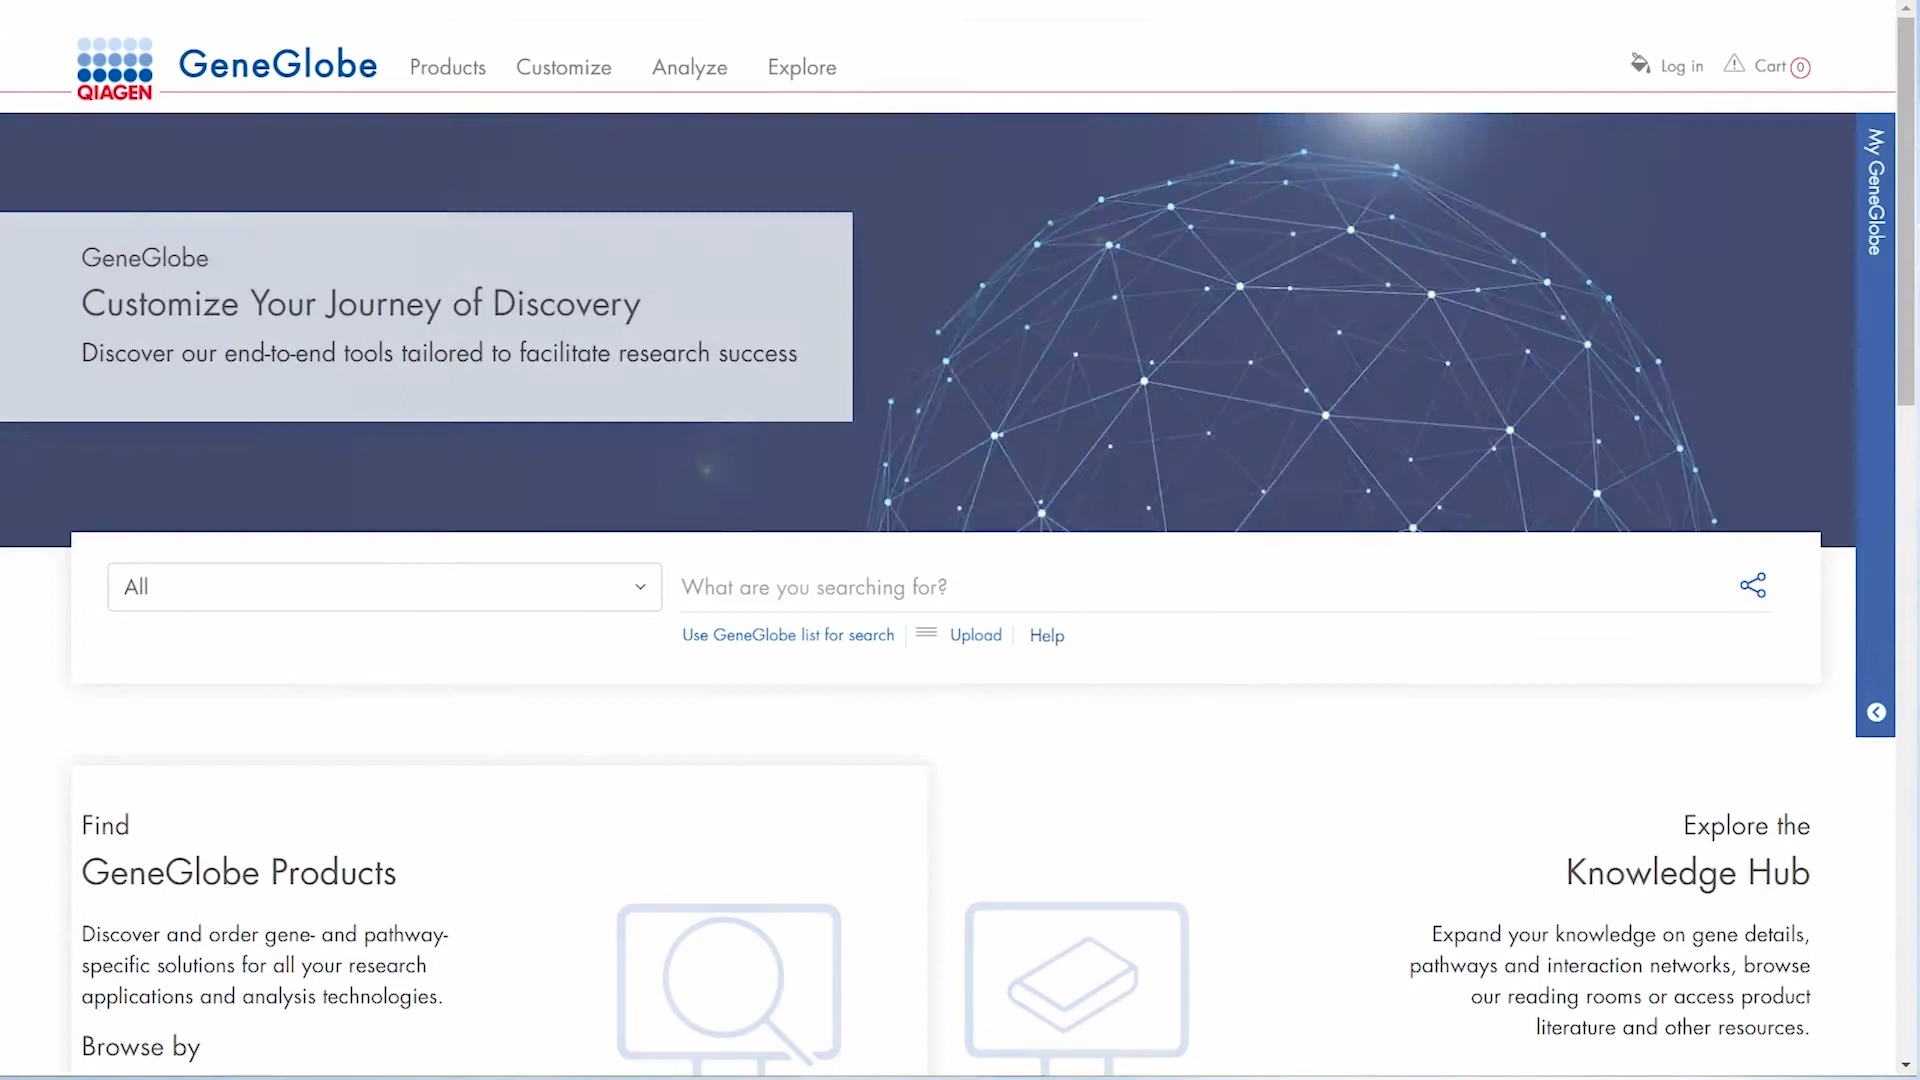 QIAGEN
GeneGlobe
Products
Customize
Analyze
Explore
Log in
Cart 0
My GeneGlobe
GeneGlobe
Customize Your Journey of Discovery
Discover our end-to-end tools tailored to facilitate research success
All
What are you searching for?
Use GeneGlobe list for search
Upload
Help
Find
GeneGlobe Products
Discover and order gene- and pathway-
specific solutions for all your research
applications and analysis technologies.
Browse by
Explore the
Knowledge Hub
Expand your knowledge on gene details,
pathways and interaction networks, browse
our reading rooms or access product
literature and other resources.